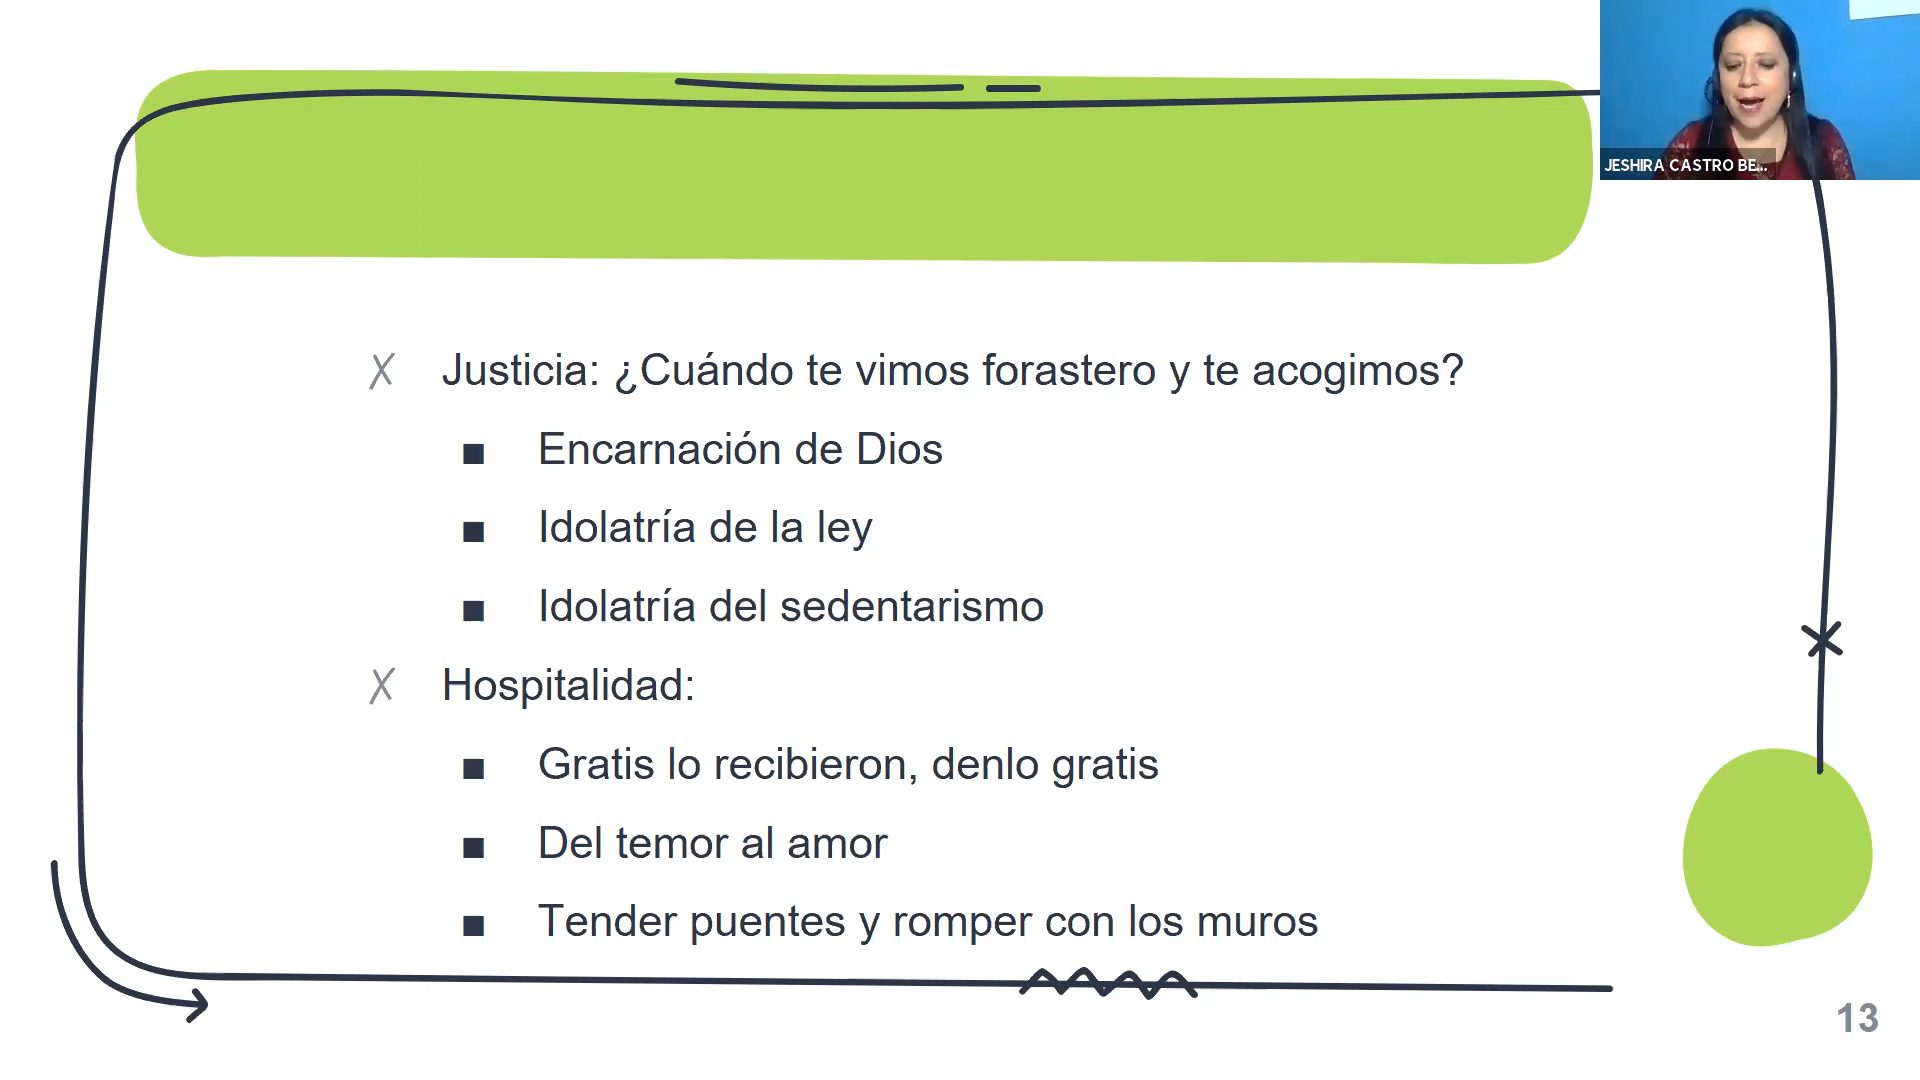 JESHIRA CASTRO BE...
Justicia: ¿Cuándo te vimos forastero y te acogimos?
Encarnación de Dios
Idolatría de la ley
Idolatría del sedentarismo
Hospitalidad:
Gratis lo recibieron, denlo gratis
Del temor al amor
Tender puentes y romper con los muros
13